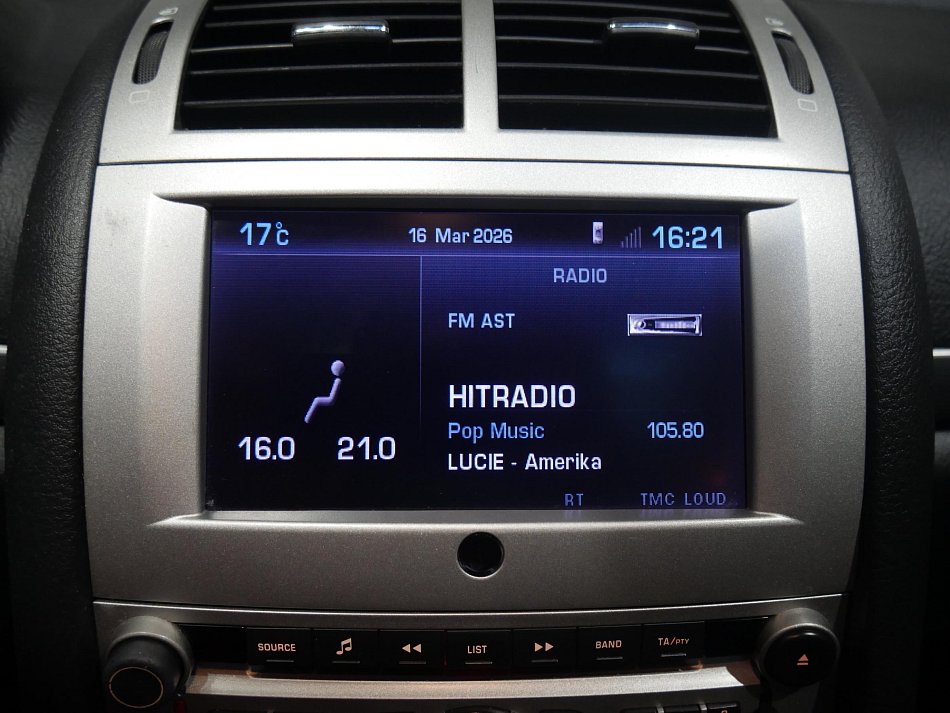 17°C 16 Mar 2026 16:21
RADIO
FM AST
HITRADIO
Pop Music 105.80
16.0 21.0 LUCIE - Amerika
RT TMC LOUD
SOURCE LIST BAND TA/PTY